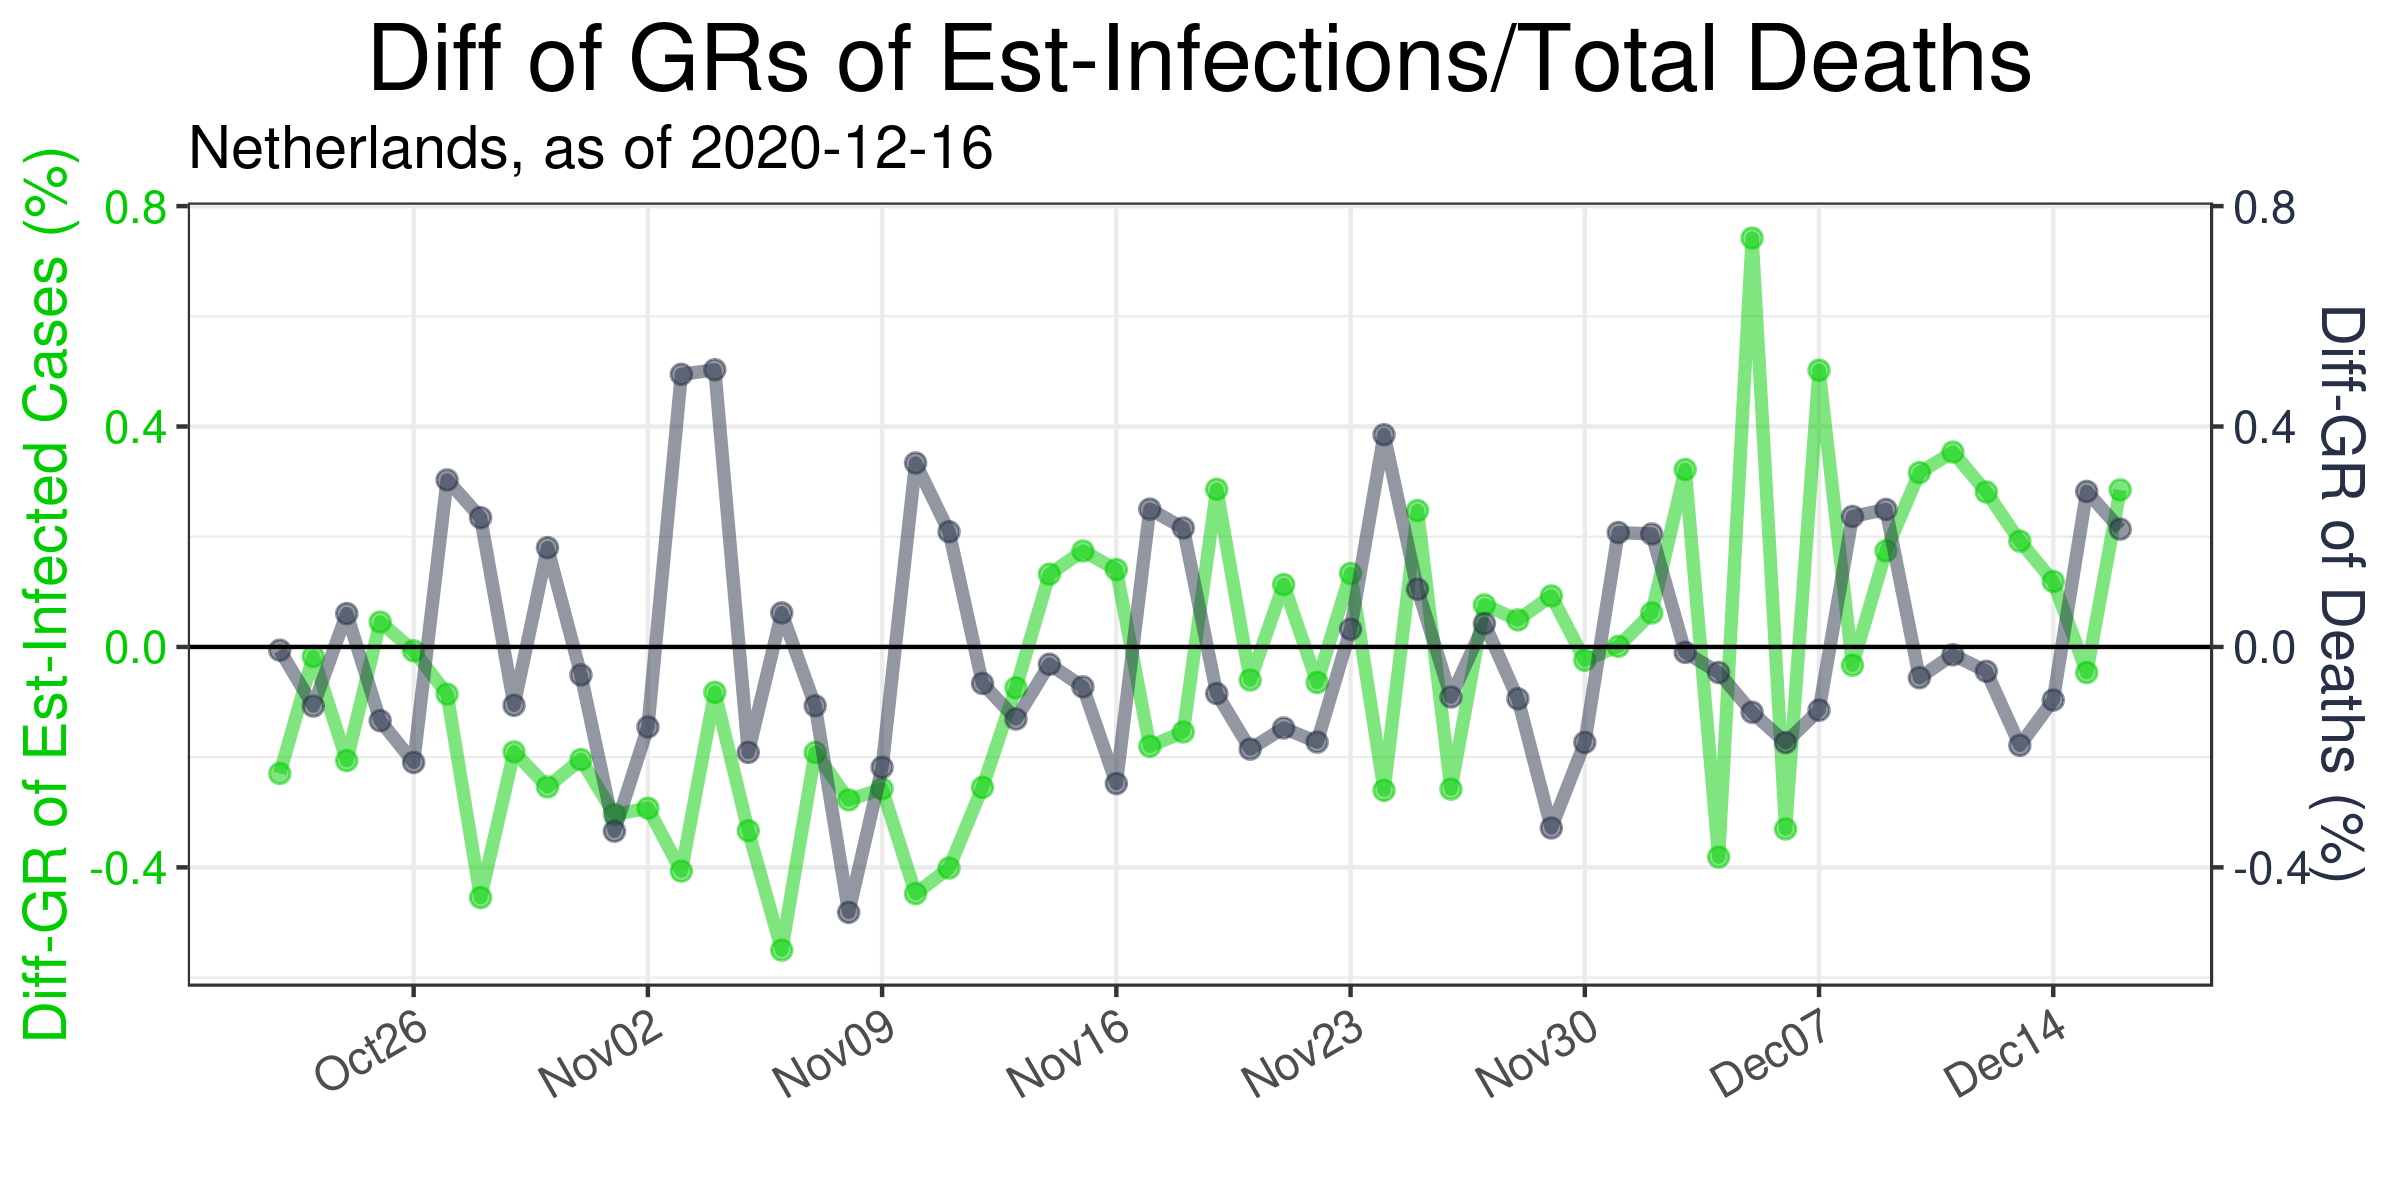 Diff of GRs of Est-Infections/Total Deaths
Netherlands, as of 2020-12-16
Diff-GR of Est-Infected Cases (%)
0.8
0.4
0.0
-0.4
0.8
0.4
0.0
-0.4
Diff-GR of Deaths (%)
Oct26
Nov02
Nov09
Nov16
Nov23
Nov30
Dec07
Dec14